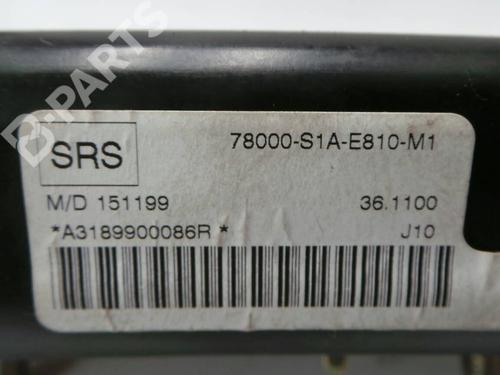 B-PARTS
SRS
78000-S1A-E810-M1
M/D 151199
36.1100
*A3189900086R *
J10